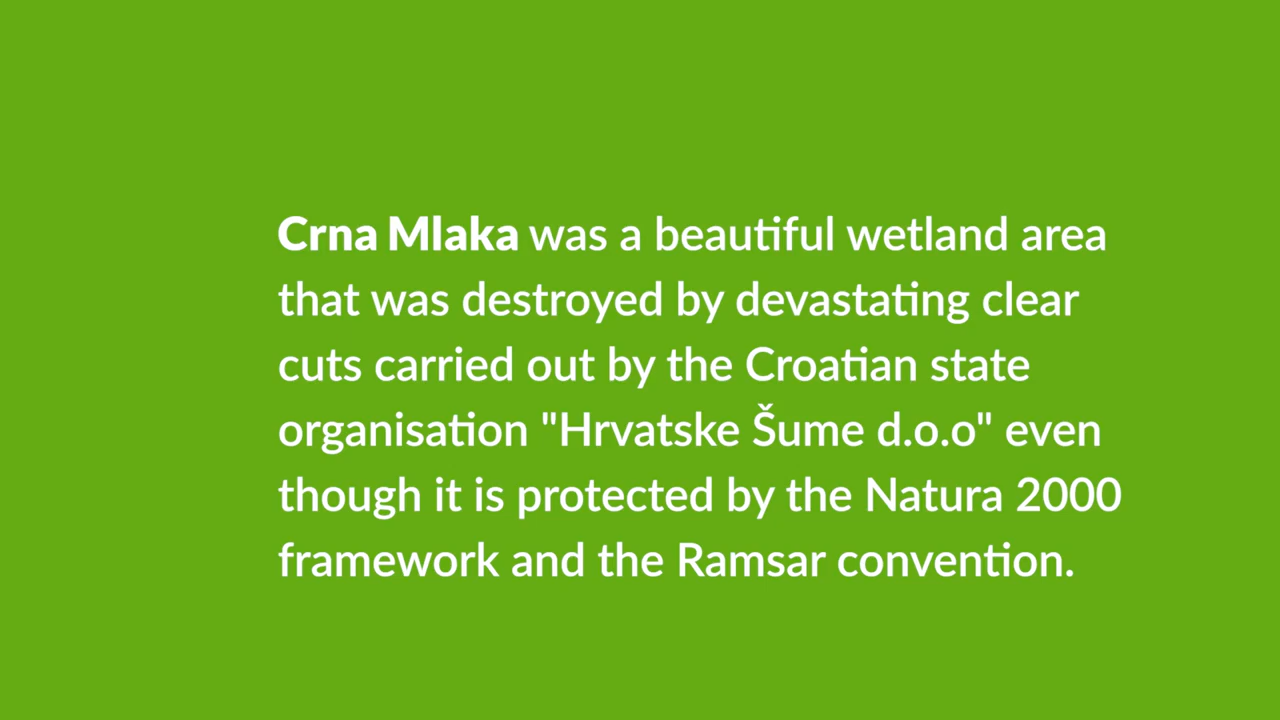 Crna Mlaka was a beautiful wetland area
that was destroyed by devastating clear
cuts carried out by the Croatian state
organisation "Hrvatske Šume d.o.o" even
though it is protected by the Natura 2000
framework and the Ramsar convention.